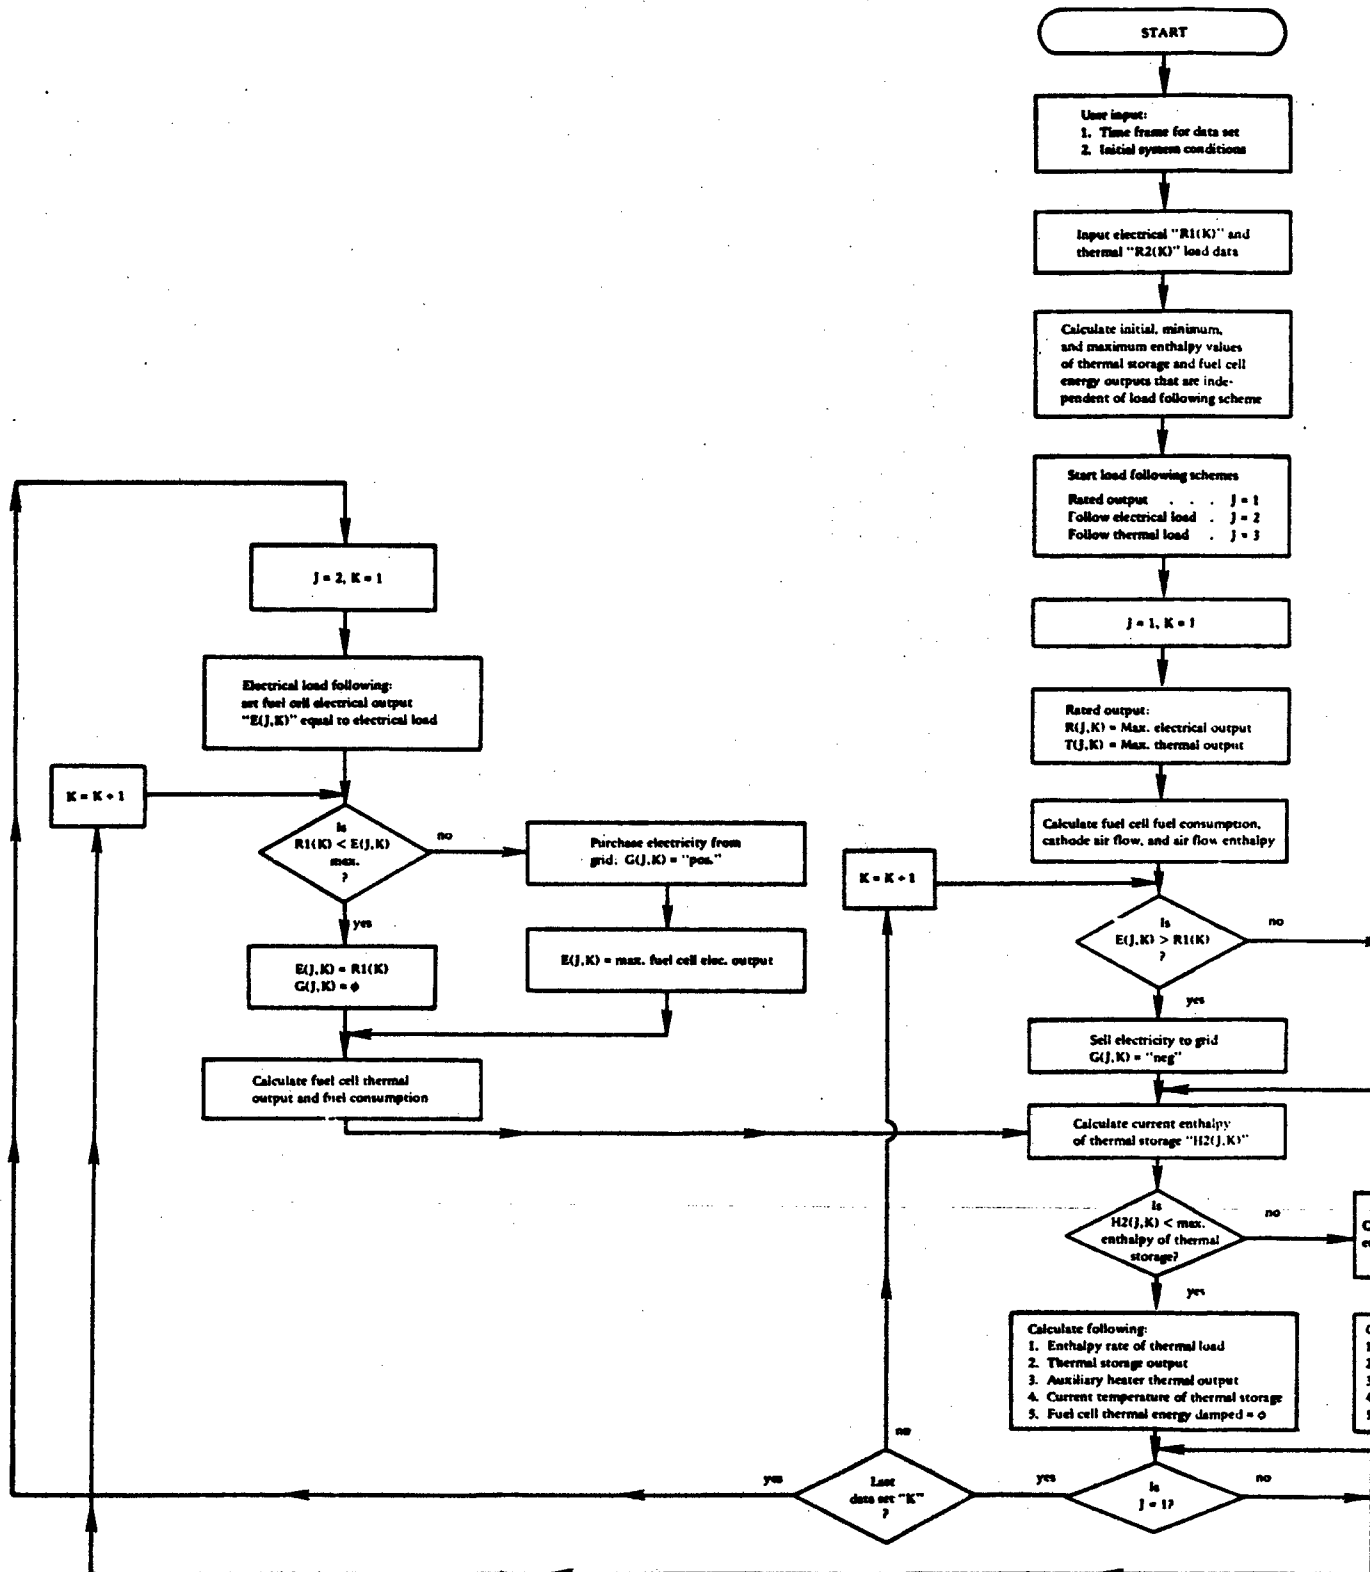 START
User input:
1. Time frame for data set
2. Initial system conditions
Input electrical "R1(K)" and
thermal "R2(K)" load data
Calculate initial, minimum,
and maximum enthalpy values
of thermal storage and fuel cell
energy outputs that are inde-
pendent of load following scheme
Start load following schemes
Rated output . . . J = 1
Follow electrical load . J = 2
Follow thermal load . J = 3
J = 1, K = 1
Rated output:
R(J,K) = Max. electrical output
T(J,K) = Max. thermal output
Calculate fuel cell fuel consumption,
cathode air flow, and air flow enthalpy
K = K + 1
Is
E(J,K) > R1(K)
?
no
yes
Sell electricity to grid
G(J,K) = "neg"
Calculate current enthalpy
of thermal storage "H2(J,K)"
Is
H2(J,K) < max.
enthalpy of thermal
storage?
no
yes
Calculate following:
1. Enthalpy rate of thermal load
2. Thermal storage output
3. Auxiliary heater thermal output
4. Current temperature of thermal storage
5. Fuel cell thermal energy damped = ϕ
Is
J = 1?
no
yes
Last
data set "K"
?
no
yes
J = 2, K = 1
Electrical load following:
set fuel cell electrical output
"E(J,K)" equal to electrical load
K = K + 1
Is
R1(K) < E(J,K)
max.
?
no
yes
Purchase electricity from
grid; G(J,K) = "pos."
E(J,K) = max. fuel cell elec. output
E(J,K) = R1(K)
G(J,K) = ϕ
Calculate fuel cell thermal
output and fuel consumption
C
e
C
1
2
3
4
5